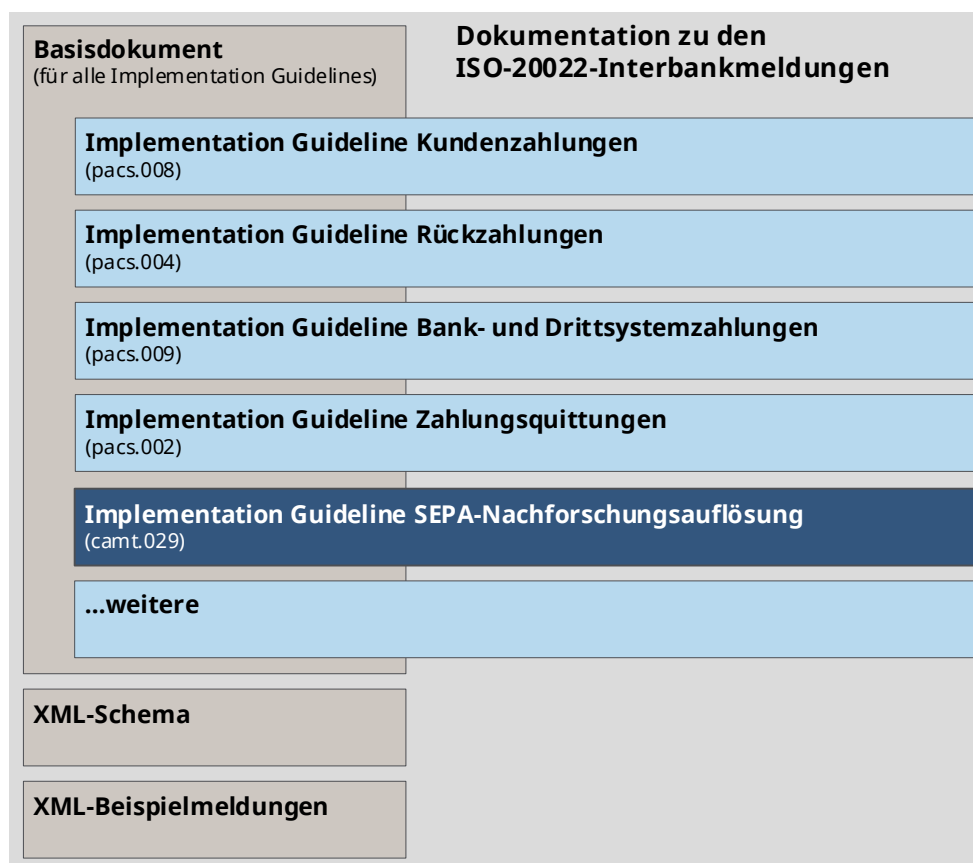 Basisdokument
(für alle Implementation Guidelines)
Dokumentation zu den
ISO-20022-Interbankmeldungen
Implementation Guideline Kundenzahlungen
(pacs.008)
Implementation Guideline Rückzahlungen
(pacs.004)
Implementation Guideline Bank- und Drittsystemzahlungen
(pacs.009)
Implementation Guideline Zahlungsquittungen
(pacs.002)
Implementation Guideline SEPA-Nachforschungsauflösung
(camt.029)
...weitere
XML-Schema
XML-Beispielmeldungen